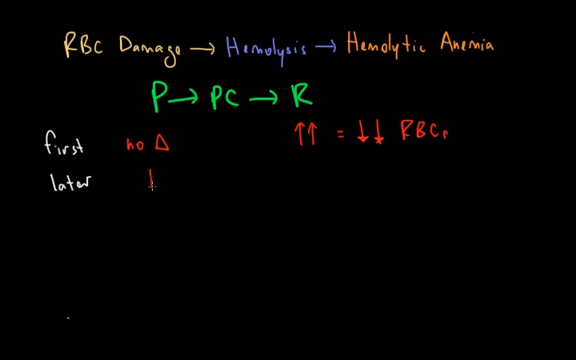 RBC Damage → Hemolysis → Hemolytic Anemia
P → PC → R
first no Δ ↑↑ = ↓↓ RBCs
later ↓